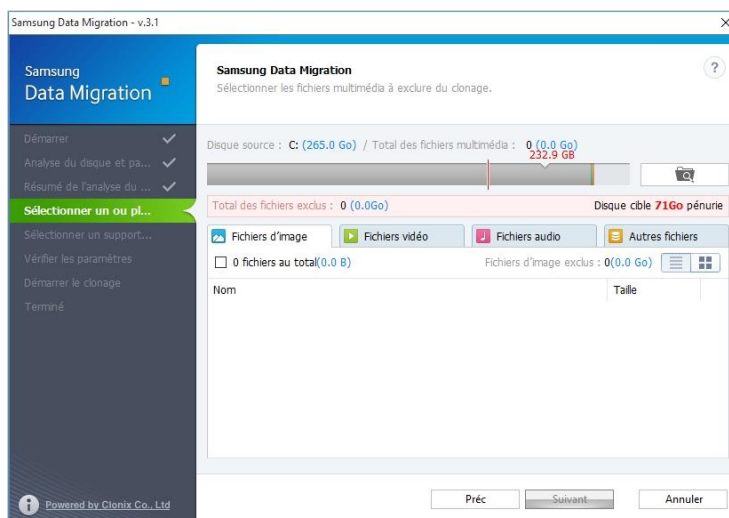 Samsung Data Migration - v.3.1
Samsung
Data Migration
Démarrer
Analyse du disque et pa...
Résumé de l'analyse du ...
Sélectionner un ou pl...
Sélectionner un support...
Vérifier les paramètres
Démarrer le clonage
Terminé
Powered by Clonix Co., Ltd
Samsung Data Migration
Sélectionner les fichiers multimédia à exclure du clonage.
?
Disque source : C: (265.0 Go) / Total des fichiers multimédia : 0 (0.0 Go)
232.9 GB
Total des fichiers exclus : 0 (0.0Go) Disque cible 71Go pénurie
Fichiers d'image Fichiers vidéo Fichiers audio Autres fichiers
0 fichiers au total(0.0 B) Fichiers d'image exclus : 0(0.0 Go)
Nom Taille
Préc Suivant Annuler